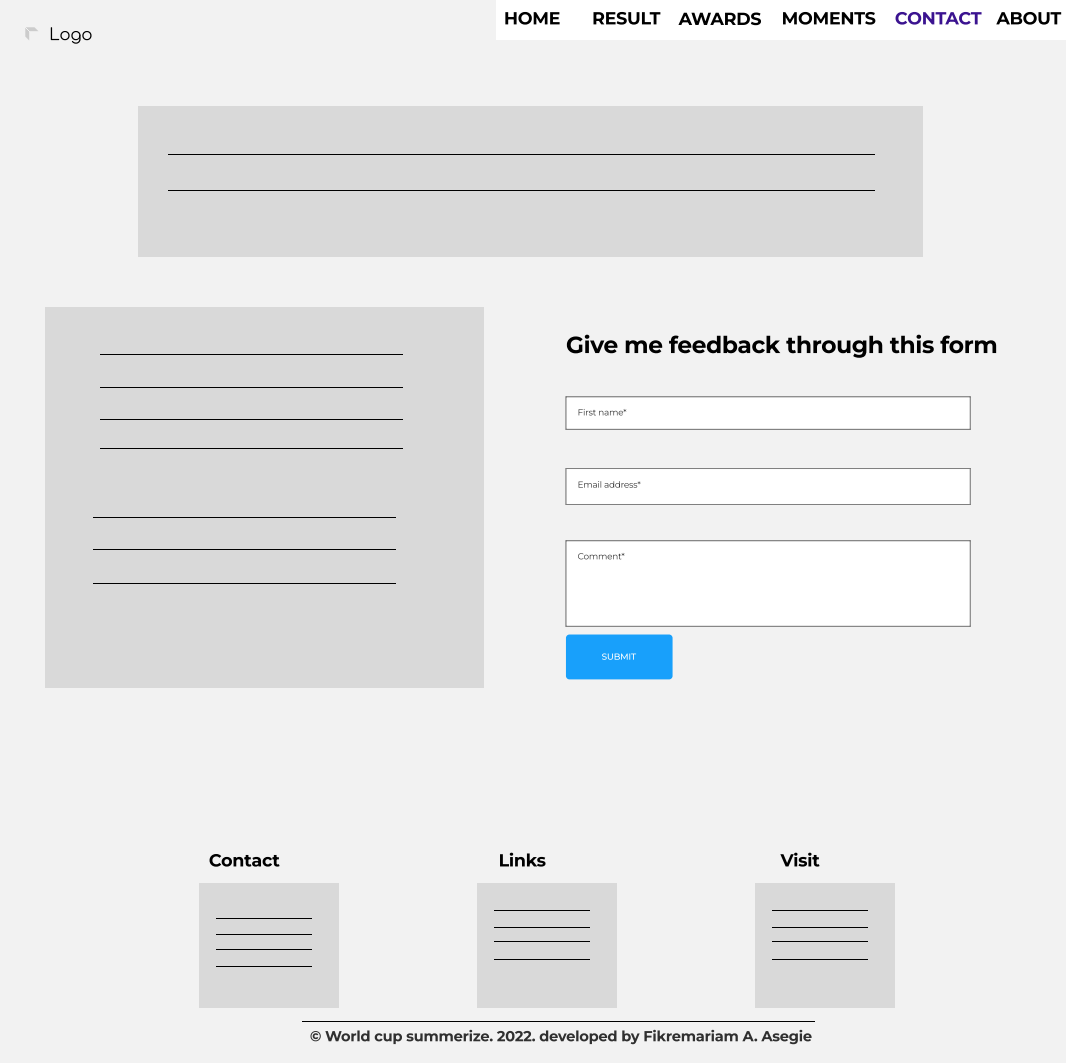 Logo
HOME RESULT AWARDS MOMENTS CONTACT ABOUT
Give me feedback through this form
First name*
Email address*
Comment*
SUBMIT
Contact Links Visit
© World cup summerize. 2022. developed by Fikremariam A. Asegie